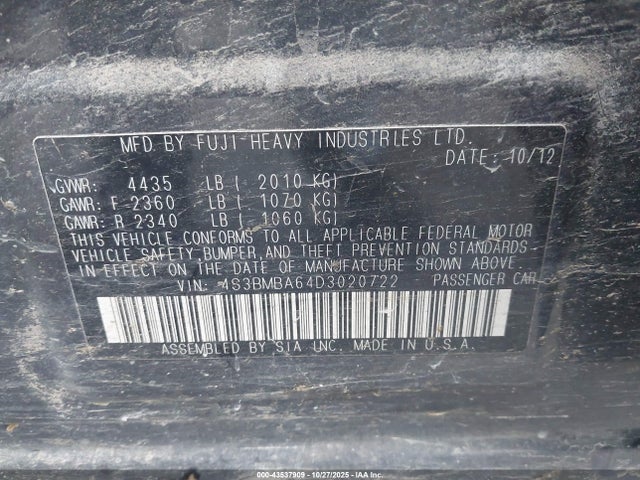 MFD.BY FUJI HEAVY INDUSTRIES LTD.
DATE: 10/12
GVWR: 4435 LB ( 2010 KG)
GAWR: F 2360 LB ( 1070 KG)
GAWR: R 2340 LB ( 1060 KG)
THIS VEHICLE CONFORMS TO ALL APPLICABLE FEDERAL MOTOR
VEHICLE SAFETY, BUMPER, AND THEFT PREVENTION STANDARDS
IN EFFECT ON THE DATE OF MANUFACTURE SHOWN ABOVE
VIN: 4S3BMBA64D3020722 PASSENGER CAR
ASSEMBLED BY SIA INC. MADE IN U.S.A.
000-43537909 - 10/27/2025 - IAA Inc.